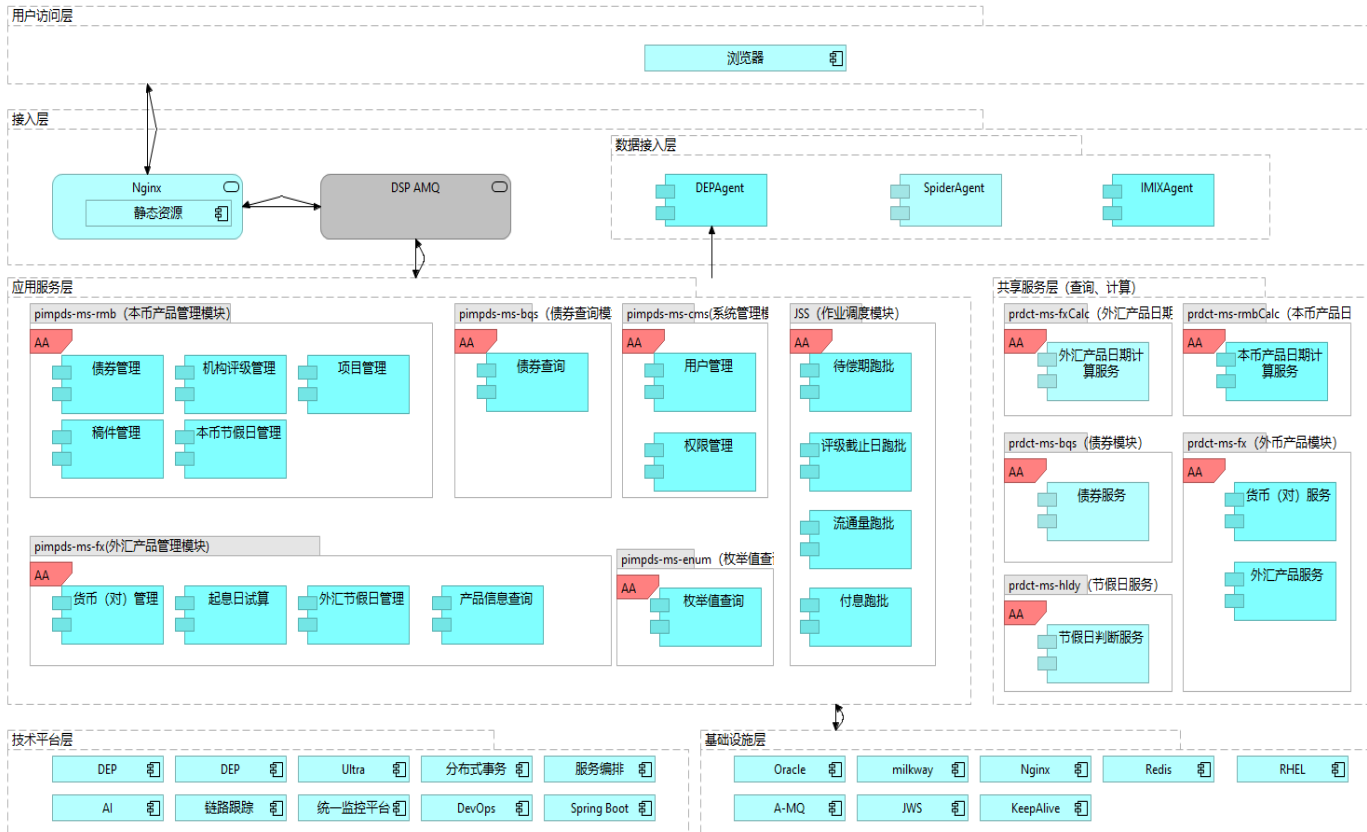 用户访问层
浏览器
接入层
数据接入层
Nginx
静态资源
DSP AMQ
DEPAgent
SpiderAgent
IMIXAgent
应用服务层
pimpds-ms-rmb（本币产品管理模块）
AA
债券管理
机构评级管理
项目管理
稿件管理
本币节假日管理
pimpds-ms-bqs（债券查询模
AA
债券查询
pimpds-ms-cms(系统管理模
AA
用户管理
权限管理
JSS（作业调度模块）
AA
待偿期跑批
评级截止日跑批
流通量跑批
付息跑批
pimpds-ms-fx(外汇产品管理模块)
AA
货币（对）管理
起息日试算
外汇节假日管理
产品信息查询
pimpds-ms-enum（枚举值查
AA
枚举值查询
共享服务层（查询、计算）
prdct-ms-fxCalc（外汇产品日期
AA
外汇产品日期计
算服务
prdct-ms-rmbCalc（本币产品日
AA
本币产品日期计
算服务
prdct-ms-bqs（债券模块）
AA
债券服务
prdct-ms-fx（外币产品模块）
AA
货币（对）服务
外汇产品服务
prdct-ms-hldy（节假日服务）
AA
节假日判断服务
技术平台层
DEP
DEP
Ultra
分布式事务
服务编排
AI
链路跟踪
统一监控平台
DevOps
Spring Boot
基础设施层
Oracle
milkway
Nginx
Redis
RHEL
A-MQ
JWS
KeepAlive